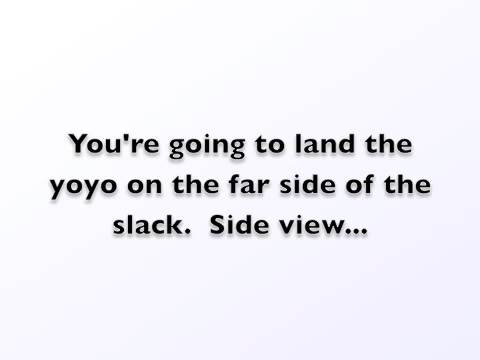 You're going to land the
yoyo on the far side of the
slack.  Side view...